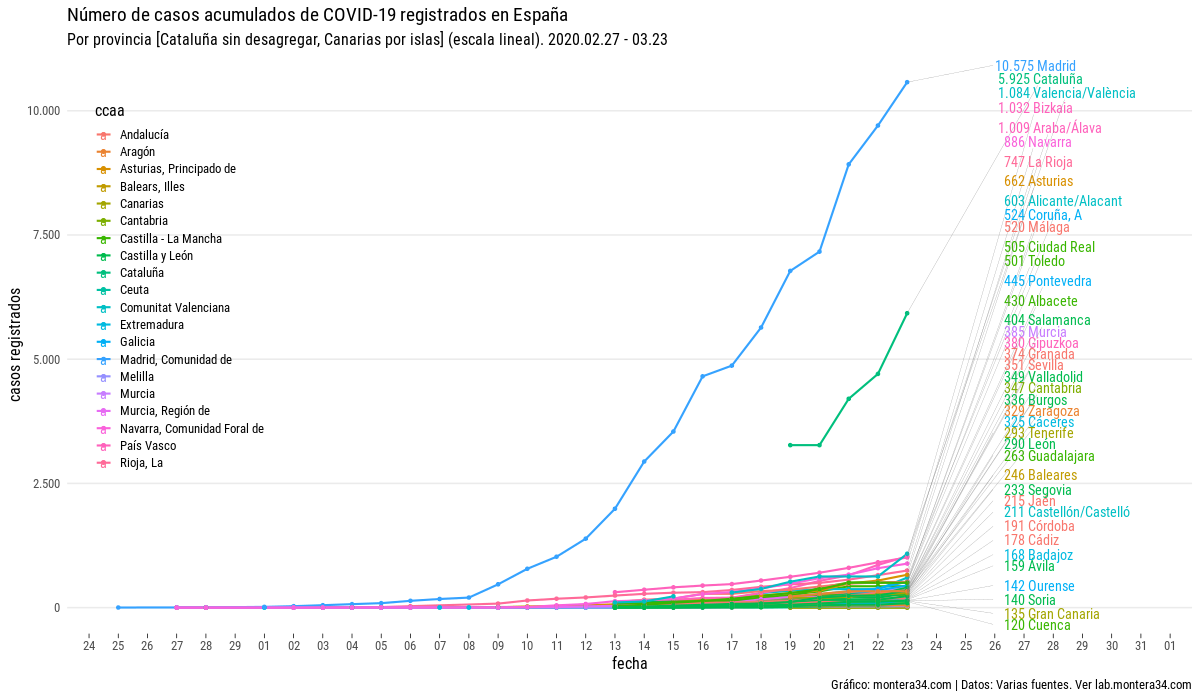 Número de casos acumulados de COVID-19 registrados en España
Por provincia [Cataluña sin desagregar, Canarias por islas] (escala lineal). 2020.02.27 - 03.23
casos registrados
10.000
7.500
5.000
2.500
0
ccaa
Andalucía
Aragón
Asturias, Principado de
Balears, Illes
Canarias
Cantabria
Castilla - La Mancha
Castilla y León
Cataluña
Ceuta
Comunitat Valenciana
Extremadura
Galicia
Madrid, Comunidad de
Melilla
Murcia
Murcia, Región de
Navarra, Comunidad Foral de
País Vasco
Rioja, La
10.575 Madrid
5.925 Cataluña
1.084 Valencia/València
1.032 Bizkaia
1.009 Araba/Álava
886 Navarra
747 La Rioja
662 Asturias
603 Alicante/Alacant
524 Coruña, A
520 Málaga
505 Ciudad Real
501 Toledo
445 Pontevedra
430 Albacete
404 Salamanca
385 Murcia
380 Gipuzkoa
374 Granada
351 Sevilla
349 Valladolid
347 Cantabria
336 Burgos
329 Zaragoza
325 Cáceres
293 Tenerife
290 León
263 Guadalajara
246 Baleares
233 Segovia
215 Jaén
211 Castellón/Castelló
191 Córdoba
178 Cádiz
168 Badajoz
159 Ávila
142 Ourense
140 Soria
135 Gran Canaria
120 Cuenca
24 25 26 27 28 29 01 02 03 04 05 06 07 08 09 10 11 12 13 14 15 16 17 18 19 20 21 22 23 24 25 26 27 28 29 30 31 01
fecha
Gráfico: montera34.com | Datos: Varias fuentes. Ver lab.montera34.com